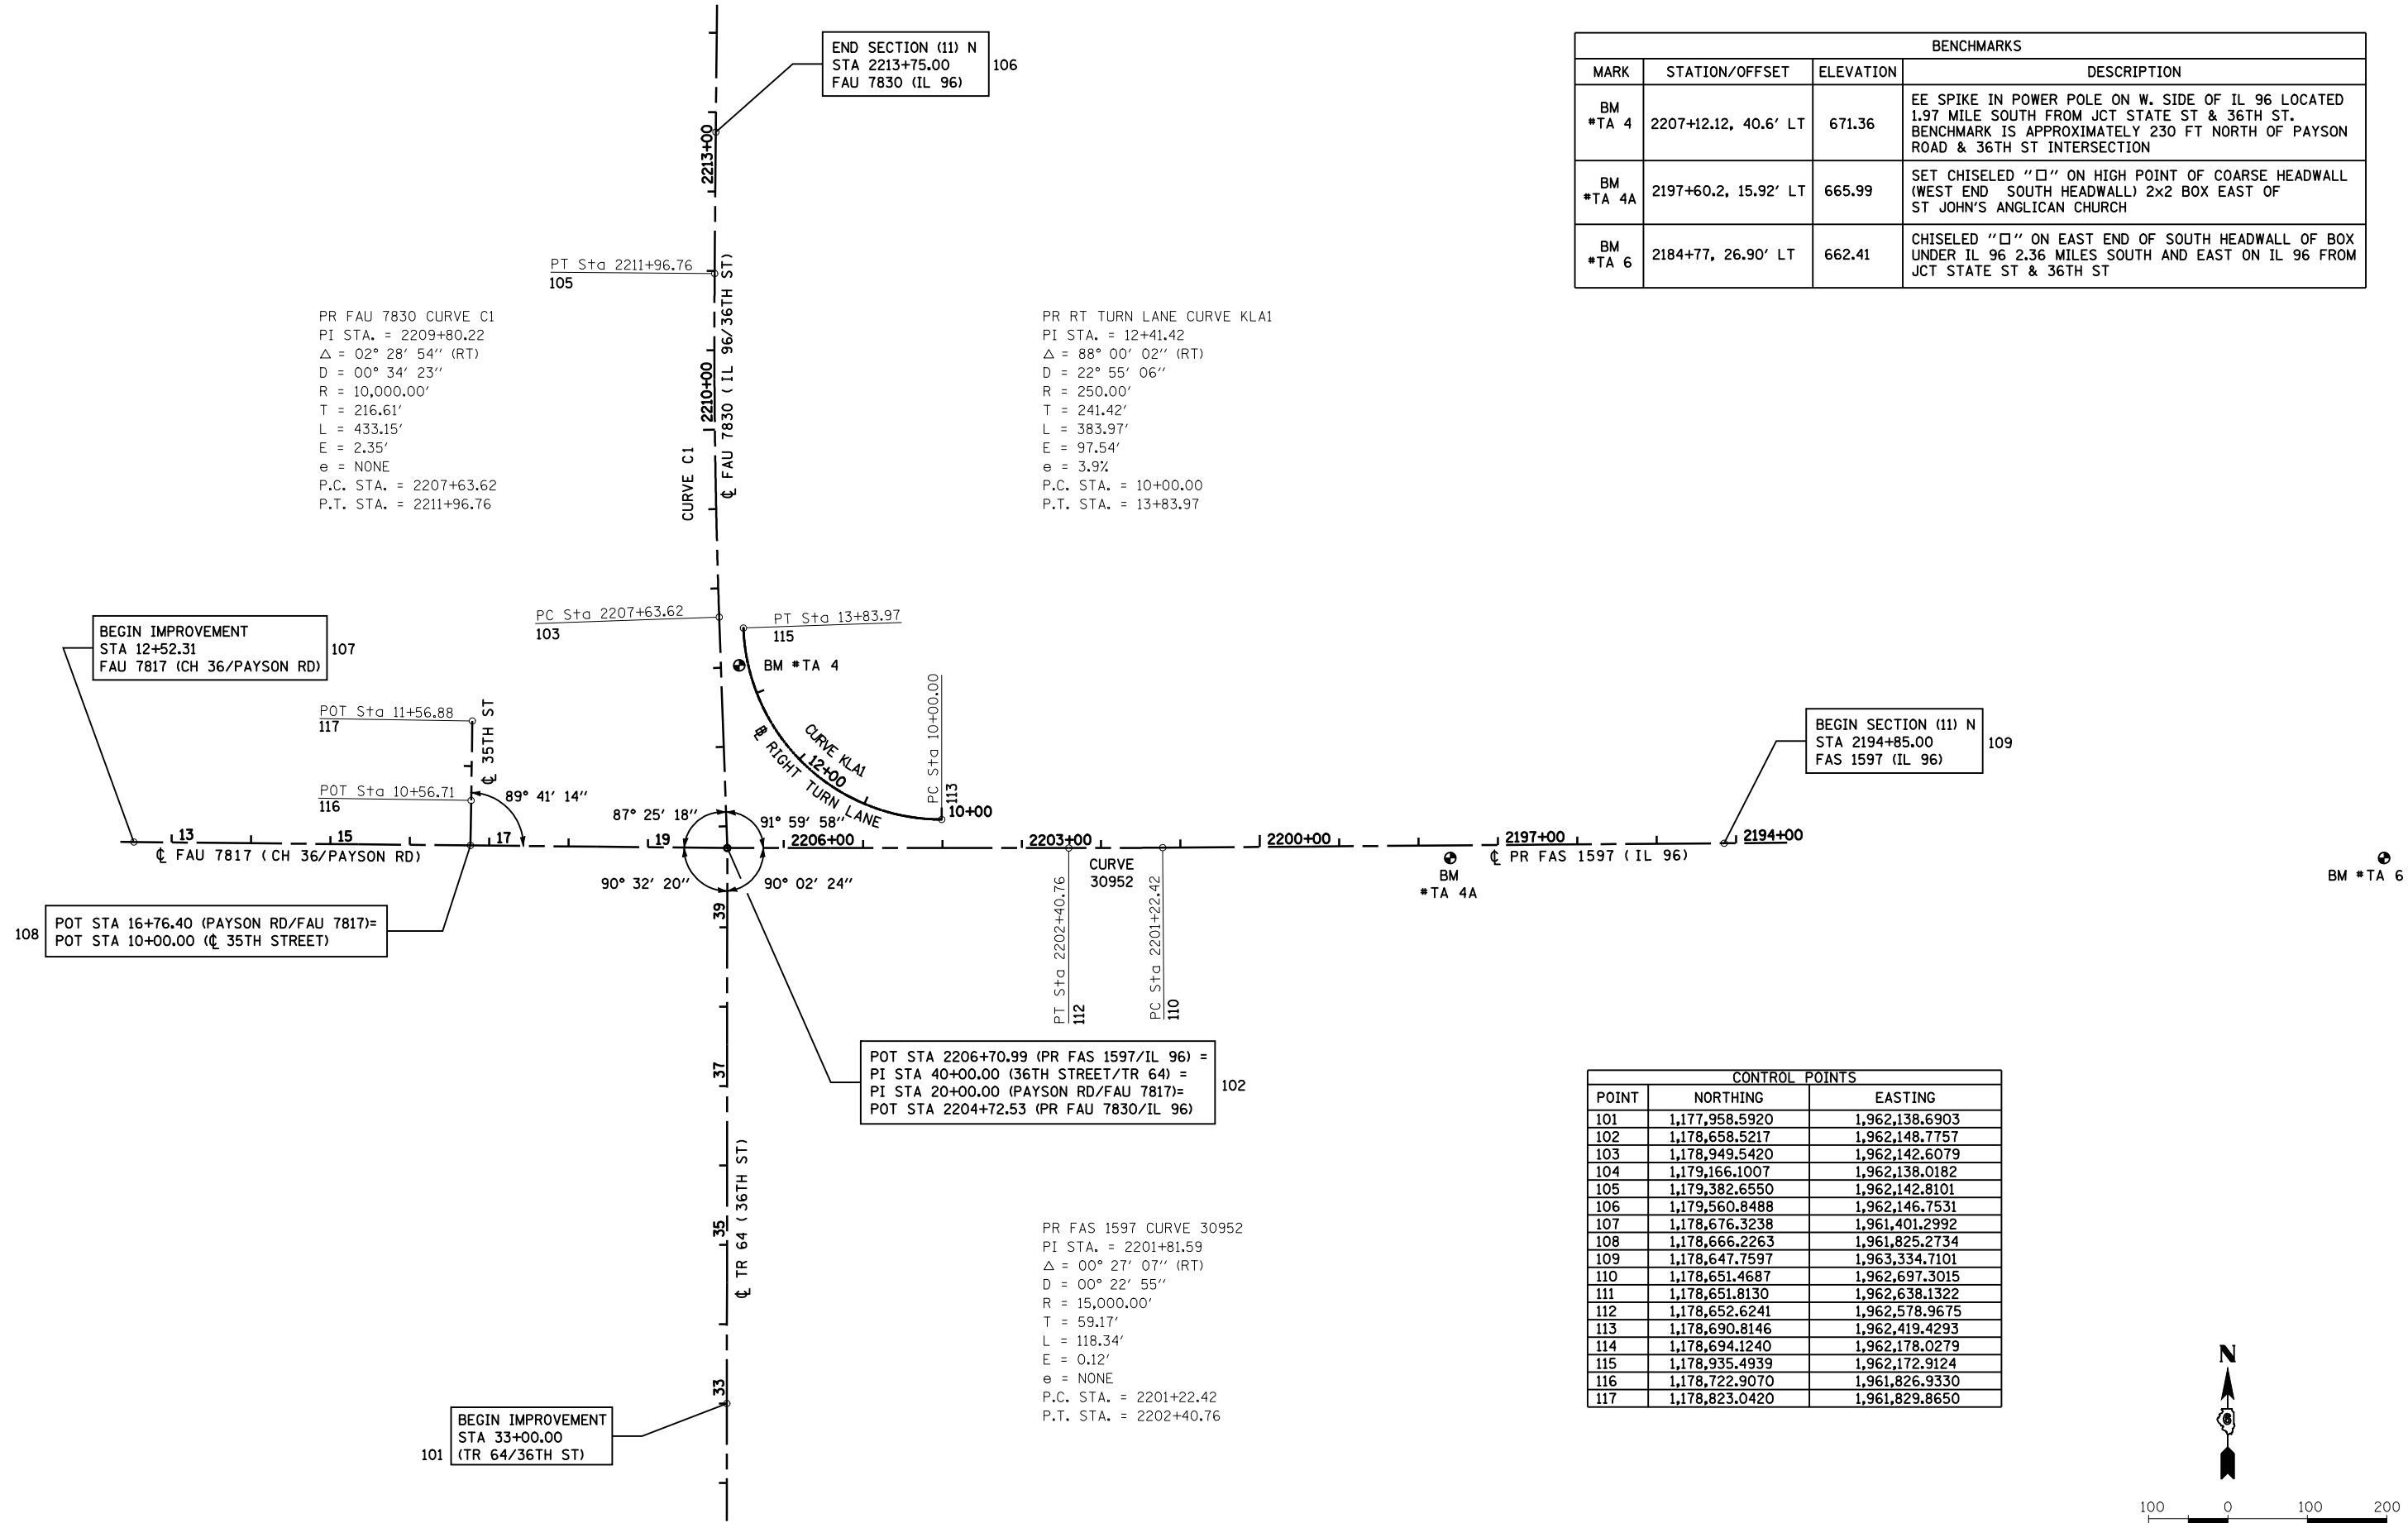 END SECTION (11) N
STA 2213+75.00
FAU 7830 (IL 96)
106
2213+00
PT Sta 2211+96.76
105
PR FAU 7830 CURVE C1
PI STA. = 2209+80.22
△ = 02° 28' 54'' (RT)
D = 00° 34' 23''
R = 10,000.00'
T = 216.61'
L = 433.15'
E = 2.35'
e = NONE
P.C. STA. = 2207+63.62
P.T. STA. = 2211+96.76
2210+00
CURVE C1
℄ FAU 7830 (IL 96/36TH ST)
PR RT TURN LANE CURVE KLA1
PI STA. = 12+41.42
△ = 88° 00' 02'' (RT)
D = 22° 55' 06''
R = 250.00'
T = 241.42'
L = 383.97'
E = 97.54'
e = 3.9%
P.C. STA. = 10+00.00
P.T. STA. = 13+83.97
BENCHMARKS
MARK STATION/OFFSET ELEVATION DESCRIPTION
BM #TA 4 2207+12.12, 40.6' LT 671.36
EE SPIKE IN POWER POLE ON W. SIDE OF IL 96 LOCATED
1.97 MILE SOUTH FROM JCT STATE ST & 36TH ST.
BENCHMARK IS APPROXIMATELY 230 FT NORTH OF PAYSON
ROAD & 36TH ST INTERSECTION
BM #TA 4A 2197+60.2, 15.92' LT 665.99
SET CHISELED "□" ON HIGH POINT OF COARSE HEADWALL
(WEST END SOUTH HEADWALL) 2x2 BOX EAST OF
ST JOHN'S ANGLICAN CHURCH
BM #TA 6 2184+77, 26.90' LT 662.41
CHISELED "□" ON EAST END OF SOUTH HEADWALL OF BOX
UNDER IL 96 2.36 MILES SOUTH AND EAST ON IL 96 FROM
JCT STATE ST & 36TH ST
PC Sta 2207+63.62
103
PT Sta 13+83.97
115
BM #TA 4
BEGIN IMPROVEMENT
STA 12+52.31
FAU 7817 (CH 36/PAYSON RD)
107
POT Sta 11+56.88
117
℄ 35TH ST
POT Sta 10+56.71
116
89° 41' 14''
CURVE KLA1
12+00
RIGHT TURN LANE
PC Sta 10+00.00
113
10+00
BEGIN SECTION (11) N
STA 2194+85.00
FAS 1597 (IL 96)
109
87° 25' 18''
91° 59' 58''
13 15 17 19 2206+00 2203+00 2200+00 2197+00 2194+00
℄ FAU 7817 (CH 36/PAYSON RD)
℄ PR FAS 1597 (IL 96)
CURVE
30952
90° 32' 20''
90° 02' 24''
BM
#TA 4A
BM #TA 6
108
POT STA 16+76.40 (PAYSON RD/FAU 7817)=
POT STA 10+00.00 (℄ 35TH STREET)
PT Sta 2202+40.76
112
PC Sta 2201+22.42
110
39
37
35
33
℄ TR 64 (36TH ST)
POT STA 2206+70.99 (PR FAS 1597/IL 96) =
PI STA 40+00.00 (36TH STREET/TR 64) =
PI STA 20+00.00 (PAYSON RD/FAU 7817)=
POT STA 2204+72.53 (PR FAU 7830/IL 96)
102
PR FAS 1597 CURVE 30952
PI STA. = 2201+81.59
△ = 00° 27' 07'' (RT)
D = 00° 22' 55''
R = 15,000.00'
T = 59.17'
L = 118.34'
E = 0.12'
e = NONE
P.C. STA. = 2201+22.42
P.T. STA. = 2202+40.76
BEGIN IMPROVEMENT
STA 33+00.00
(TR 64/36TH ST)
101
CONTROL POINTS
POINT NORTHING EASTING
101 1,177,958.5920 1,962,138.6903
102 1,178,658.5217 1,962,148.7757
103 1,178,949.5420 1,962,142.6079
104 1,179,166.1007 1,962,138.0182
105 1,179,382.6550 1,962,142.8101
106 1,179,560.8488 1,962,146.7531
107 1,178,676.3238 1,961,401.2992
108 1,178,666.2263 1,961,825.2734
109 1,178,647.7597 1,963,334.7101
110 1,178,651.4687 1,962,697.3015
111 1,178,651.8130 1,962,638.1322
112 1,178,652.6241 1,962,578.9675
113 1,178,690.8146 1,962,419.4293
114 1,178,694.1240 1,962,178.0279
115 1,178,935.4939 1,962,172.9124
116 1,178,722.9070 1,961,826.9330
117 1,178,823.0420 1,961,829.8650
N
6
100 0 100 200